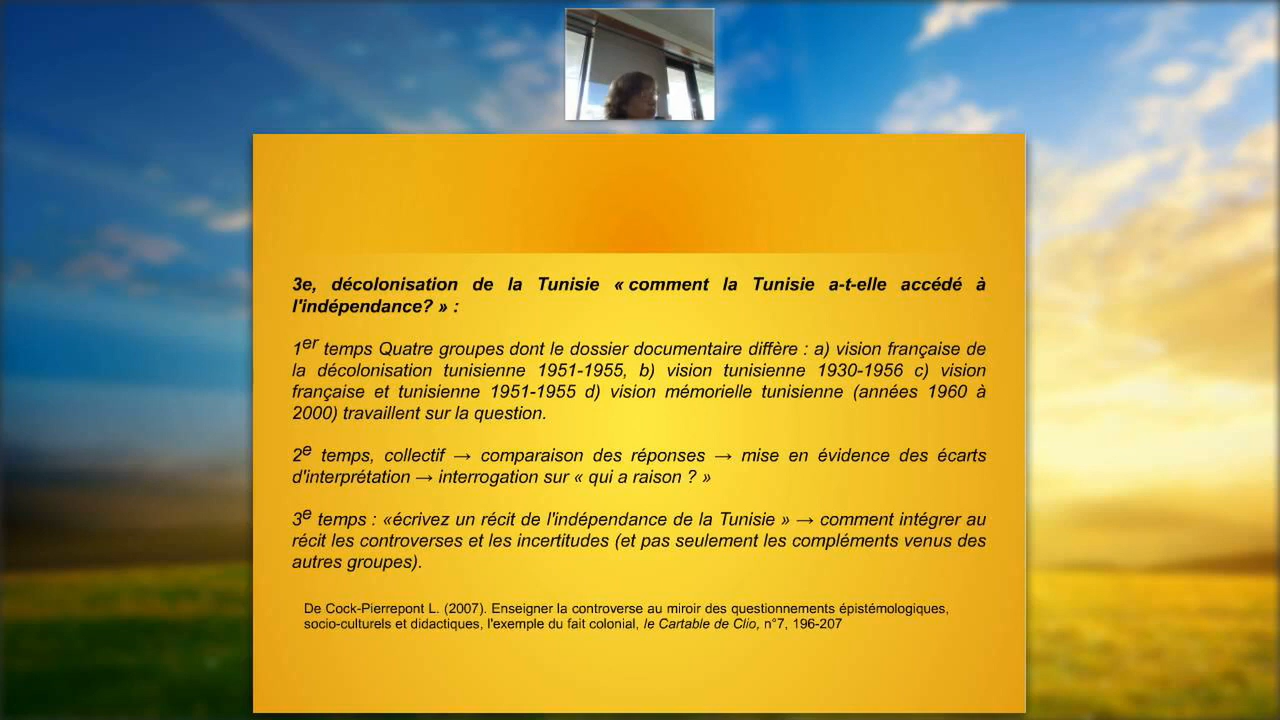 3e, décolonisation de la Tunisie « comment la Tunisie a-t-elle accédé à
l'indépendance? » :
1er temps Quatre groupes dont le dossier documentaire diffère : a) vision française de
la décolonisation tunisienne 1951-1955, b) vision tunisienne 1930-1956 c) vision
française et tunisienne 1951-1955 d) vision mémorielle tunisienne (années 1960 à
2000) travaillent sur la question.
2e temps, collectif → comparaison des réponses → mise en évidence des écarts
d'interprétation → interrogation sur « qui a raison ? »
3e temps : «écrivez un récit de l'indépendance de la Tunisie » → comment intégrer au
récit les controverses et les incertitudes (et pas seulement les compléments venus des
autres groupes).
De Cock-Pierrepont L. (2007). Enseigner la controverse au miroir des questionnements épistémologiques,
socio-culturels et didactiques, l'exemple du fait colonial, le Cartable de Clio, n°7, 196-207